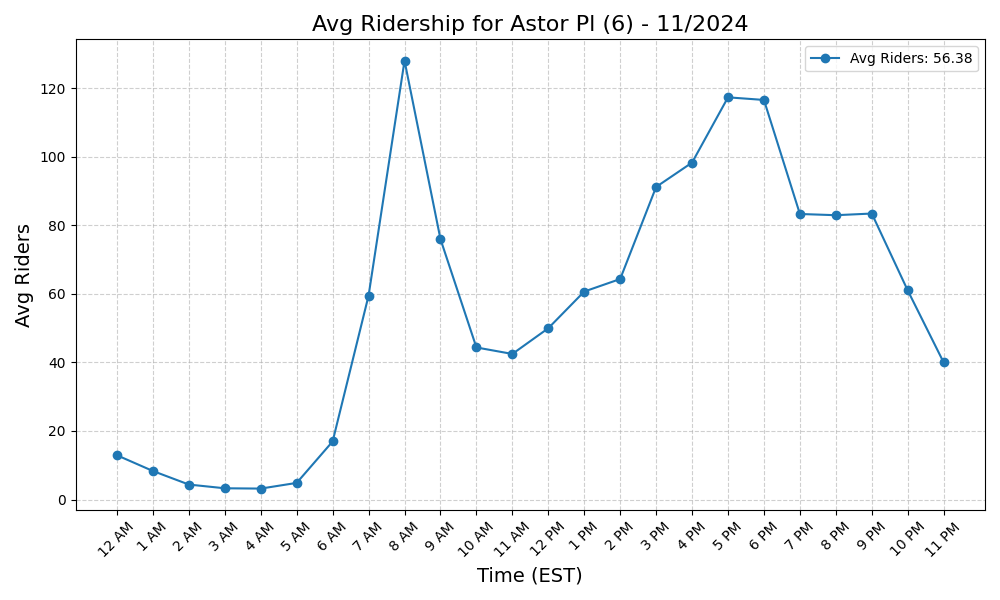 Avg Ridership for Astor Pl (6) - 11/2024
Avg Riders: 56.38
Avg Riders
120
100
80
60
40
20
0
12 AM
1 AM
2 AM
3 AM
4 AM
5 AM
6 AM
7 AM
8 AM
9 AM
10 AM
11 AM
12 PM
1 PM
2 PM
3 PM
4 PM
5 PM
6 PM
7 PM
8 PM
9 PM
10 PM
11 PM
Time (EST)